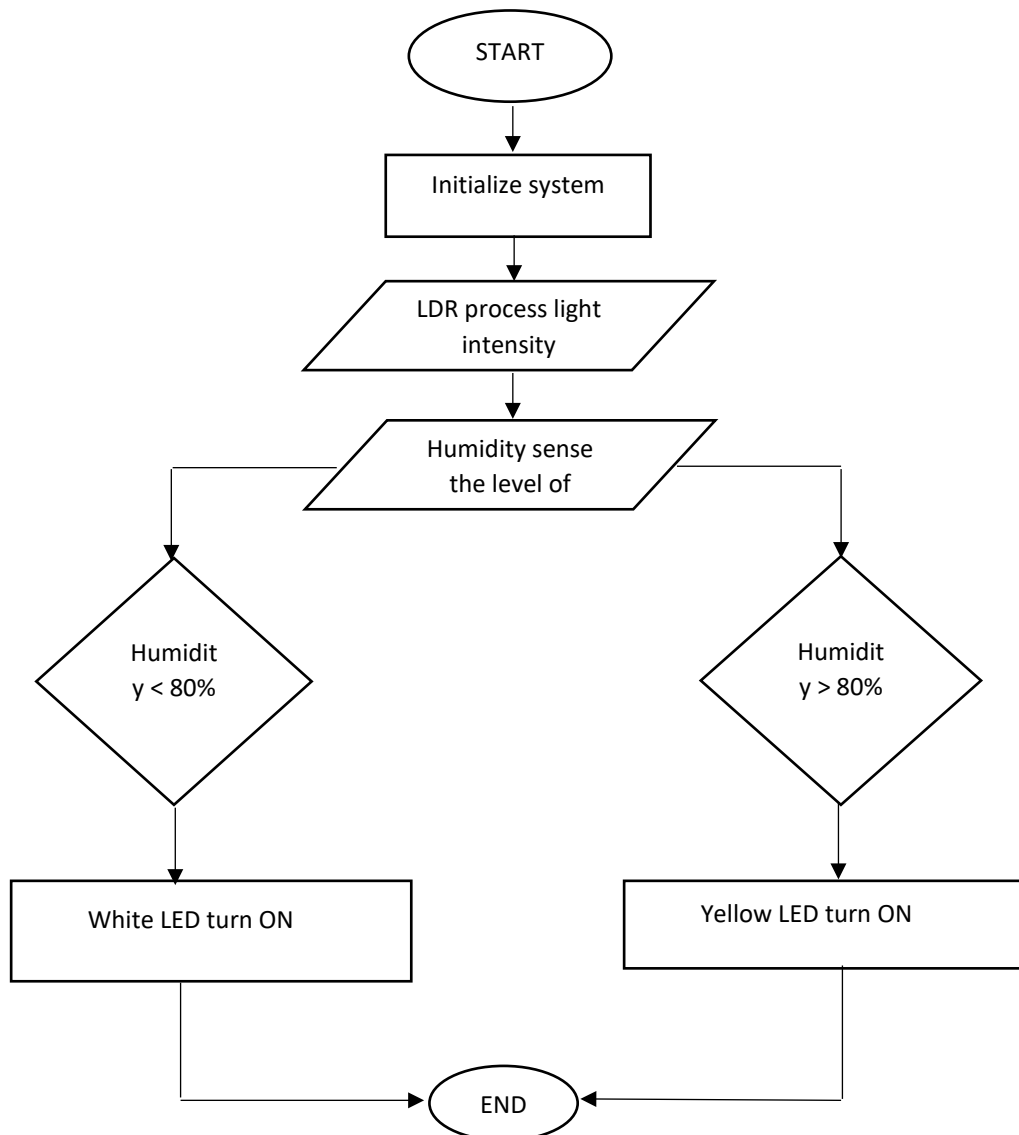 START
Initialize system
LDR process light
intensity
Humidity sense
the level of
Humidit
y < 80%
Humidit
y > 80%
White LED turn ON
Yellow LED turn ON
END